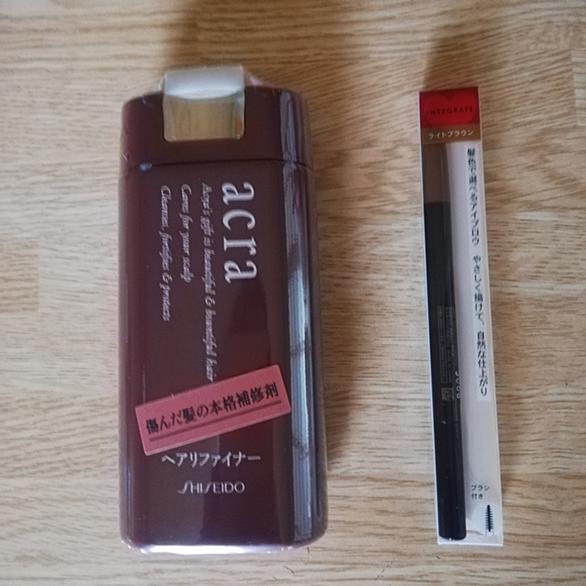 acra
Acra's gift is beautiful & bountiful hair
Cares for your scalp
Cleanses, fortifies & protects
傷んだ髪の本格補修剤
ヘアリファイナー
SHISEIDO
INTEGRATE
ライトブラウン
髪色で選べるアイブロウ やさしく描けて、自然な仕上がり
ブラシ
付き